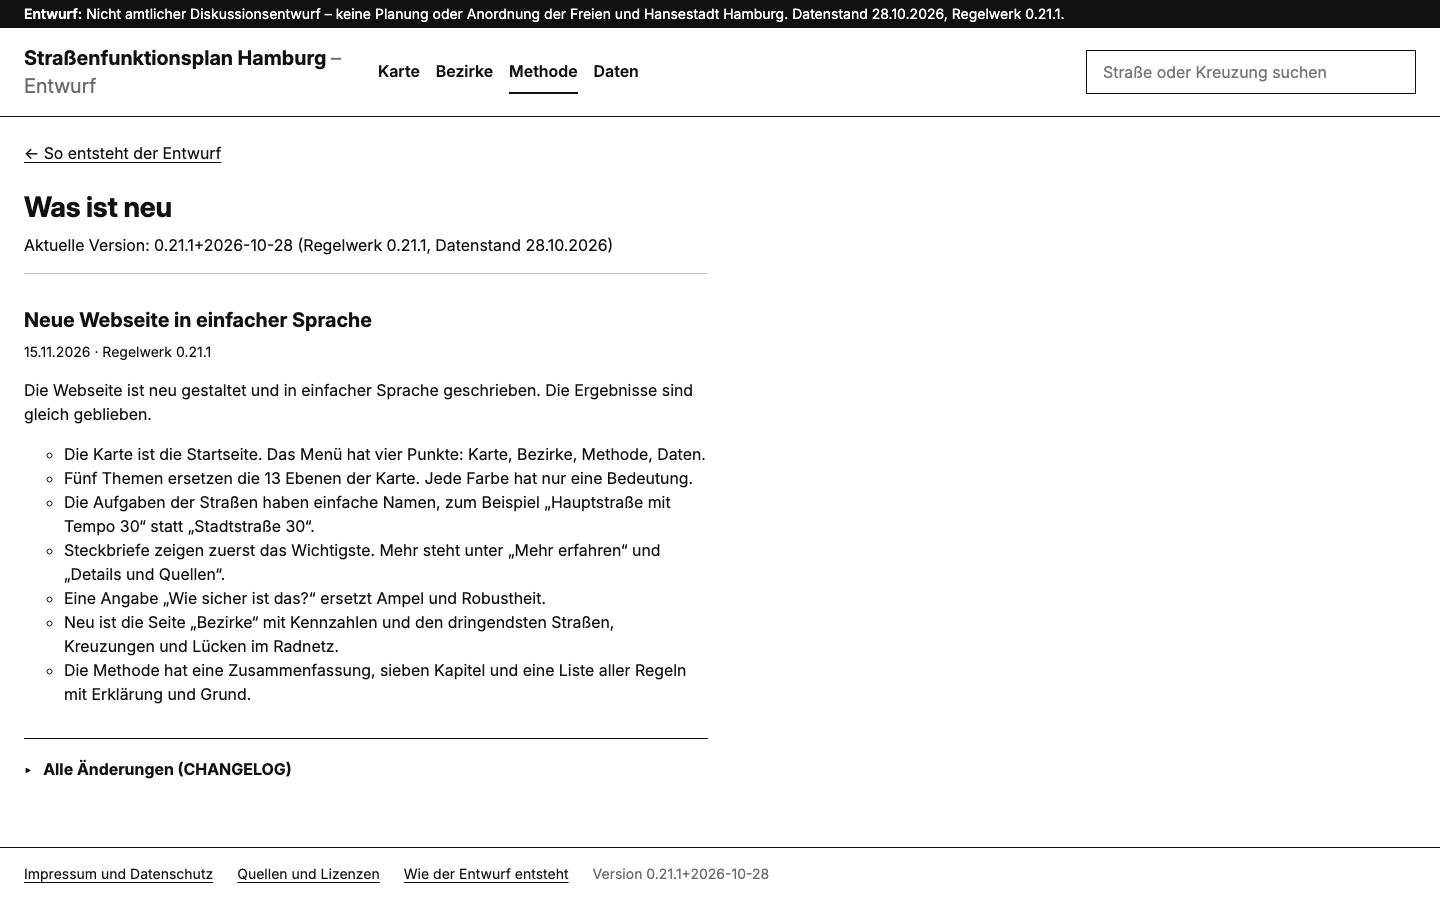 Entwurf: Nicht amtlicher Diskussionsentwurf – keine Planung oder Anordnung der Freien und Hansestadt Hamburg. Datenstand 28.10.2026, Regelwerk 0.21.1.
Straßenfunktionsplan Hamburg –
Entwurf
Karte Bezirke Methode Daten
Straße oder Kreuzung suchen
← So entsteht der Entwurf
Was ist neu
Aktuelle Version: 0.21.1+2026-10-28 (Regelwerk 0.21.1, Datenstand 28.10.2026)
Neue Webseite in einfacher Sprache
15.11.2026 · Regelwerk 0.21.1
Die Webseite ist neu gestaltet und in einfacher Sprache geschrieben. Die Ergebnisse sind
gleich geblieben.
Die Karte ist die Startseite. Das Menü hat vier Punkte: Karte, Bezirke, Methode, Daten.
Fünf Themen ersetzen die 13 Ebenen der Karte. Jede Farbe hat nur eine Bedeutung.
Die Aufgaben der Straßen haben einfache Namen, zum Beispiel „Hauptstraße mit
Tempo 30“ statt „Stadtstraße 30“.
Steckbriefe zeigen zuerst das Wichtigste. Mehr steht unter „Mehr erfahren“ und
„Details und Quellen“.
Eine Angabe „Wie sicher ist das?“ ersetzt Ampel und Robustheit.
Neu ist die Seite „Bezirke“ mit Kennzahlen und den dringendsten Straßen,
Kreuzungen und Lücken im Radnetz.
Die Methode hat eine Zusammenfassung, sieben Kapitel und eine Liste aller Regeln
mit Erklärung und Grund.
▸ Alle Änderungen (CHANGELOG)
Impressum und Datenschutz Quellen und Lizenzen Wie der Entwurf entsteht Version 0.21.1+2026-10-28